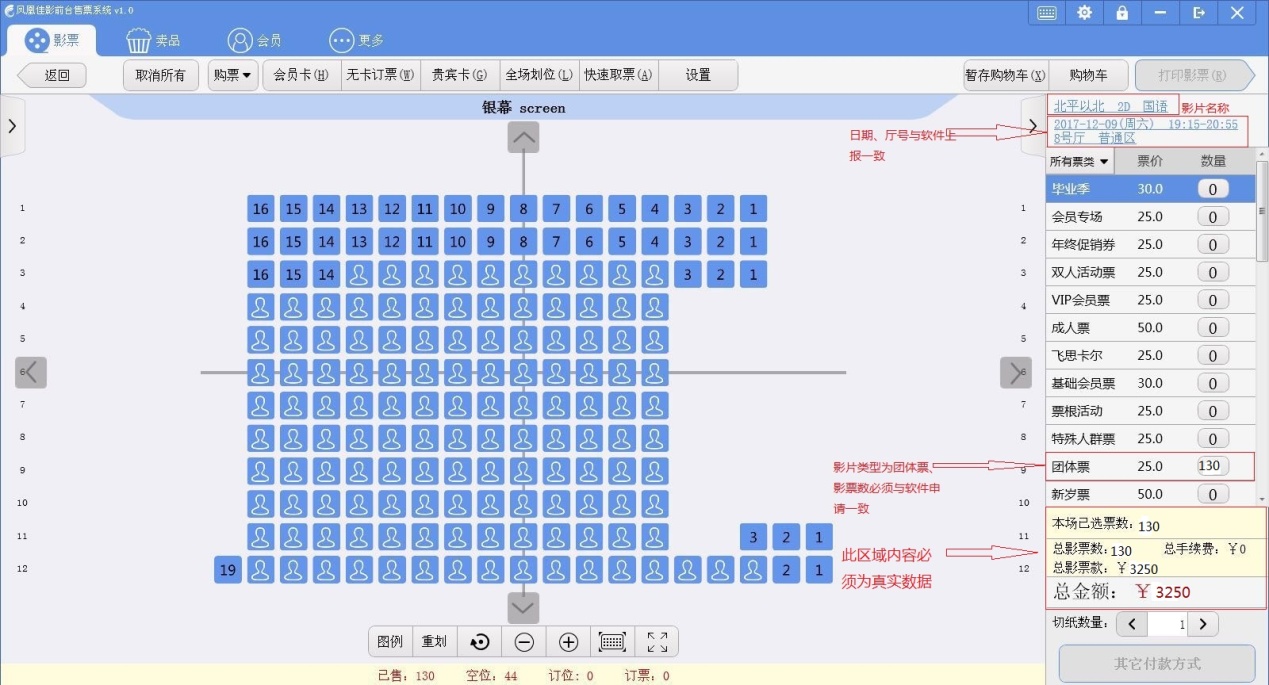 凤凰佳影前台售票系统 v1.0
影票 卖品 会员 更多
返回 取消所有 购票▼ 会员卡(H) 无卡订票(W) 贵宾卡(G) 全场划位(L) 快速取票(A) 设置 暂存购物车(X) 购物车 打印影票(R)
银幕 screen
北平以北 2D 国语 影片名称
2017-12-09(周六) 19:15-20:55
8号厅 普通区
日期、厅号与软件上
报一致
所有票类▼ 票价 数量
毕业季 30.0 0
会员专场 25.0 0
年终促销券 25.0 0
双人活动票 25.0 0
VIP会员票 25.0 0
成人票 50.0 0
飞思卡尔 25.0 0
基础会员票 30.0 0
票根活动 25.0 0
特殊人群票 25.0 0
团体票 25.0 130
新岁票 50.0 0
1 16 15 14 13 12 11 10 9 8 7 6 5 4 3 2 1 1
2 16 15 14 13 12 11 10 9 8 7 6 5 4 3 2 1 2
3 16 15 14 3 2 1 3
4 4
5 5
6 6
7 7
8 8
9 9
10 10
11 3 2 1 11
12 19 2 1 12
影片类型为团体票、
影票数必须与软件申
请一致
此区域内容必
须为真实数据
本场已选票数：130
总影票数：130 总手续费：￥0
总影票款：￥3250
总金额：￥3250
切纸数量： 1
其它付款方式
图例 重划
已售：130 空位：44 订位：0 订票：0